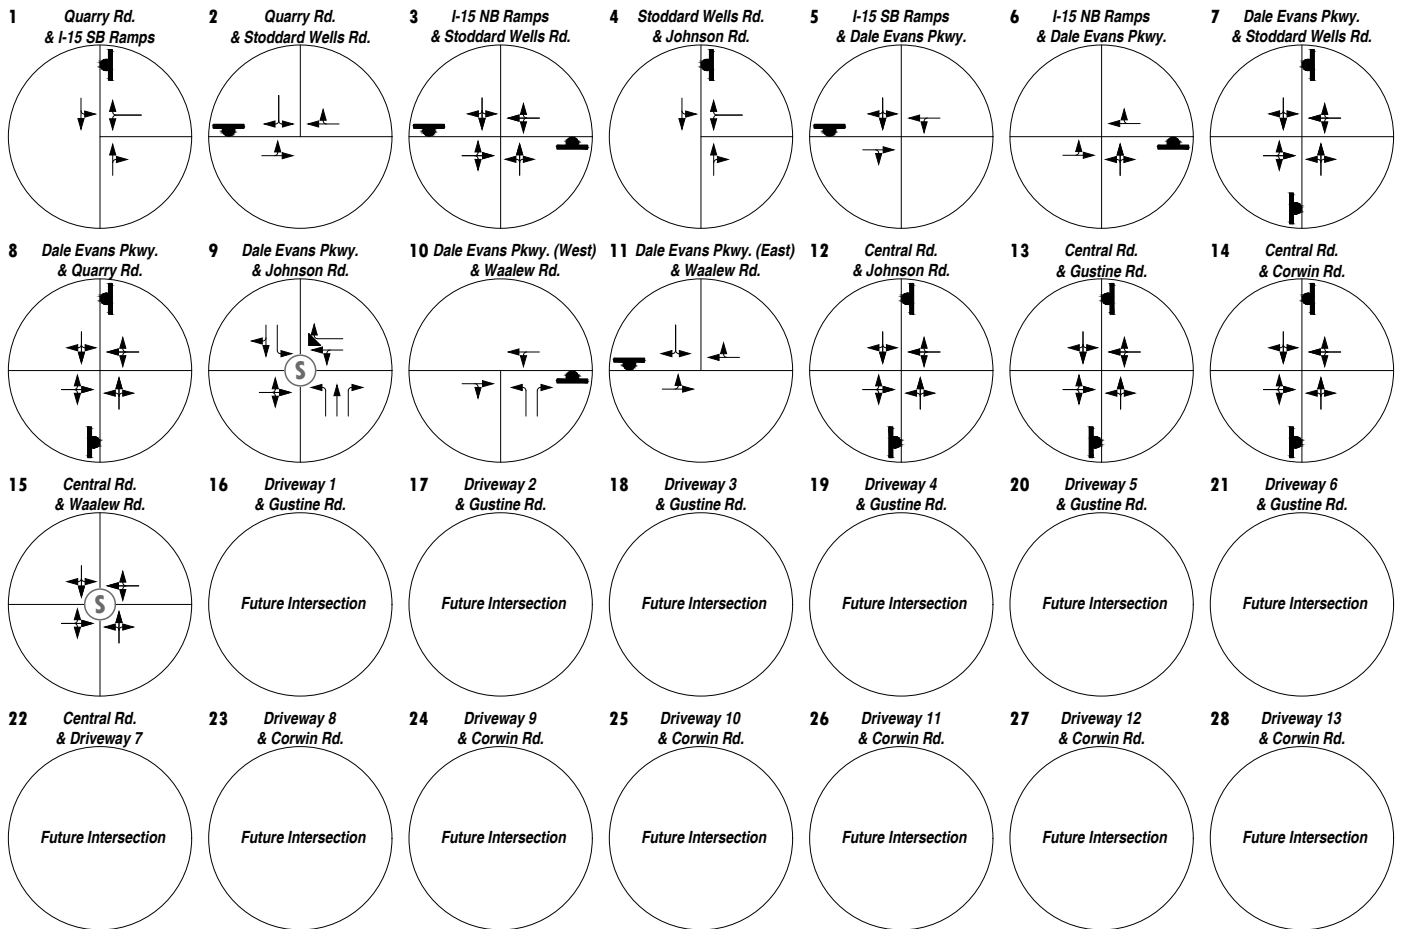 1 Quarry Rd.
& I-15 SB Ramps
2 Quarry Rd.
& Stoddard Wells Rd.
3 I-15 NB Ramps
& Stoddard Wells Rd.
4 Stoddard Wells Rd.
& Johnson Rd.
5 I-15 SB Ramps
& Dale Evans Pkwy.
6 I-15 NB Ramps
& Dale Evans Pkwy.
7 Dale Evans Pkwy.
& Stoddard Wells Rd.
8 Dale Evans Pkwy.
& Quarry Rd.
9 Dale Evans Pkwy.
& Johnson Rd.
S
10 Dale Evans Pkwy. (West)
& Waalew Rd.
11 Dale Evans Pkwy. (East)
& Waalew Rd.
12 Central Rd.
& Johnson Rd.
13 Central Rd.
& Gustine Rd.
14 Central Rd.
& Corwin Rd.
15 Central Rd.
& Waalew Rd.
S
16 Driveway 1
& Gustine Rd.
Future Intersection
17 Driveway 2
& Gustine Rd.
Future Intersection
18 Driveway 3
& Gustine Rd.
Future Intersection
19 Driveway 4
& Gustine Rd.
Future Intersection
20 Driveway 5
& Gustine Rd.
Future Intersection
21 Driveway 6
& Gustine Rd.
Future Intersection
22 Central Rd.
& Driveway 7
Future Intersection
23 Driveway 8
& Corwin Rd.
Future Intersection
24 Driveway 9
& Corwin Rd.
Future Intersection
25 Driveway 10
& Corwin Rd.
Future Intersection
26 Driveway 11
& Corwin Rd.
Future Intersection
27 Driveway 12
& Corwin Rd.
Future Intersection
28 Driveway 13
& Corwin Rd.
Future Intersection